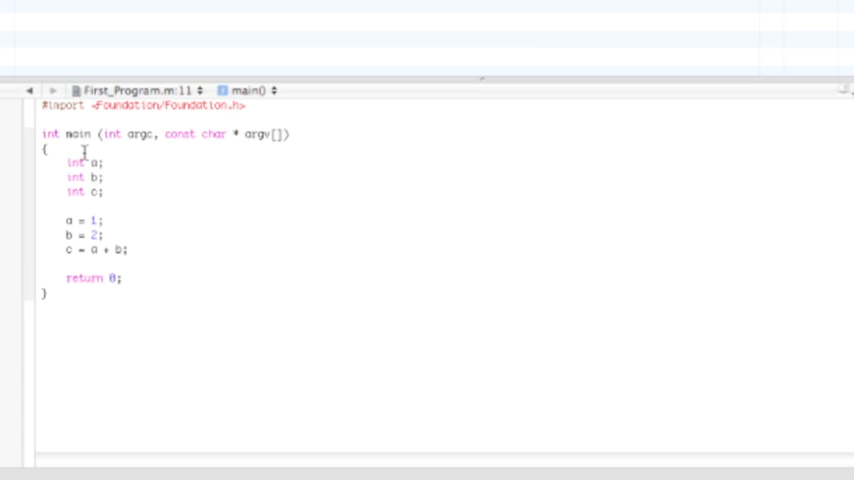 First_Program.m:11 main()
#import <Foundation/Foundation.h>
int main (int argc, const char * argv[])
{
int a;
int b;
int c;
a = 1;
b = 2;
c = a + b;
return 0;
}